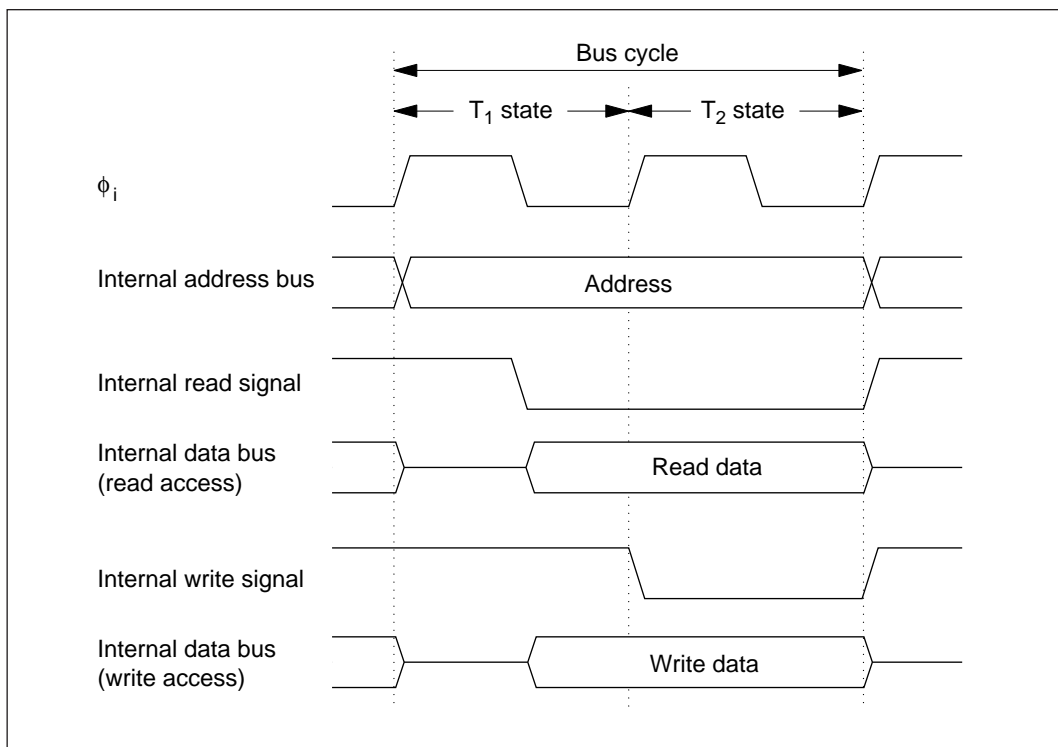 Bus cycle
T1 state
T2 state
ϕi
Internal address bus
Address
Internal read signal
Internal data bus
(read access)
Read data
Internal write signal
Internal data bus
(write access)
Write data